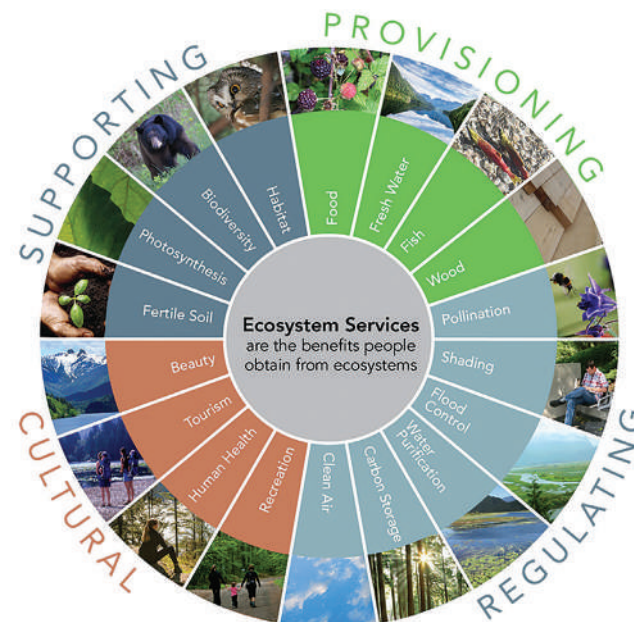 PROVISIONING
SUPPORTING
Habitat
Food
Fresh Water
Fish
Wood
Biodiversity
Photosynthesis
Fertile Soil
Pollination
Shading
Flood
Control
Water
Purification
Carbon Storage
Clean Air
Recreation
Human Health
Tourism
Beauty
Ecosystem Services
are the benefits people
obtain from ecosystems
CULTURAL
REGULATING